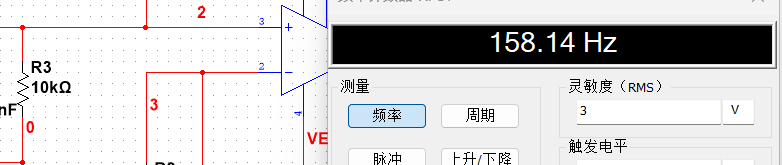 2
3
158.14 Hz
R3
10kΩ
2
测量
灵敏度（RMS）
nF
3
频率
周期
3
V
0
4
VE
触发电平
脉冲
上升/下降